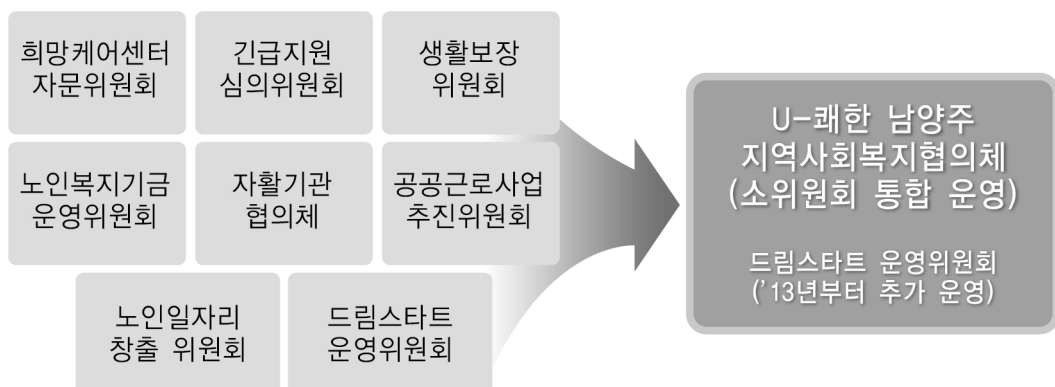 희망케어센터
자문위원회
긴급지원
심의위원회
생활보장
위원회
노인복지기금
운영위원회
자활기관
협의체
공공근로사업
추진위원회
노인일자리
창출 위원회
드림스타트
운영위원회
U-쾌한 남양주
지역사회복지협의체
(소위원회 통합 운영)
드림스타트 운영위원회
('13년부터 추가 운영)